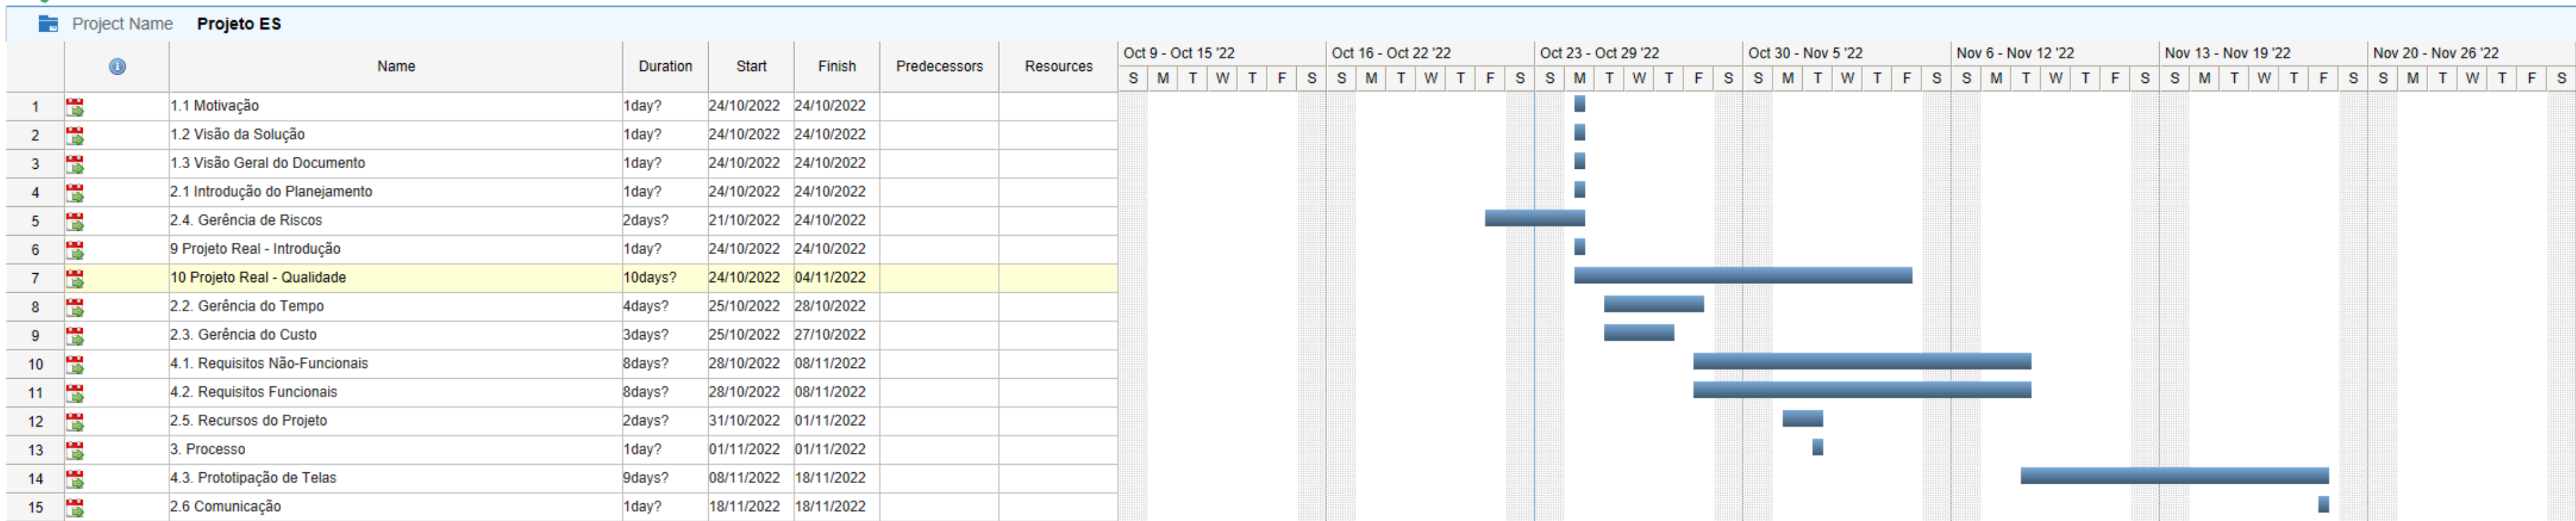 Project Name Projeto ES
Name Duration Start Finish Predecessors Resources Oct 9 - Oct 15 '22 Oct 16 - Oct 22 '22 Oct 23 - Oct 29 '22 Oct 30 - Nov 5 '22 Nov 6 - Nov 12 '22 Nov 13 - Nov 19 '22 Nov 20 - Nov 26 '22
S M T W T F S S M T W T F S S M T W T F S S M T W T F S S M T W T F S S M T W T F S S M T W T F S
1 1.1 Motivação 1day? 24/10/2022 24/10/2022
2 1.2 Visão da Solução 1day? 24/10/2022 24/10/2022
3 1.3 Visão Geral do Documento 1day? 24/10/2022 24/10/2022
4 2.1 Introdução do Planejamento 1day? 24/10/2022 24/10/2022
5 2.4. Gerência de Riscos 2days? 21/10/2022 24/10/2022
6 9 Projeto Real - Introdução 1day? 24/10/2022 24/10/2022
7 10 Projeto Real - Qualidade 10days? 24/10/2022 04/11/2022
8 2.2. Gerência do Tempo 4days? 25/10/2022 28/10/2022
9 2.3. Gerência do Custo 3days? 25/10/2022 27/10/2022
10 4.1. Requisitos Não-Funcionais 8days? 28/10/2022 08/11/2022
11 4.2. Requisitos Funcionais 8days? 28/10/2022 08/11/2022
12 2.5. Recursos do Projeto 2days? 31/10/2022 01/11/2022
13 3. Processo 1day? 01/11/2022 01/11/2022
14 4.3. Prototipação de Telas 9days? 08/11/2022 18/11/2022
15 2.6 Comunicação 1day? 18/11/2022 18/11/2022